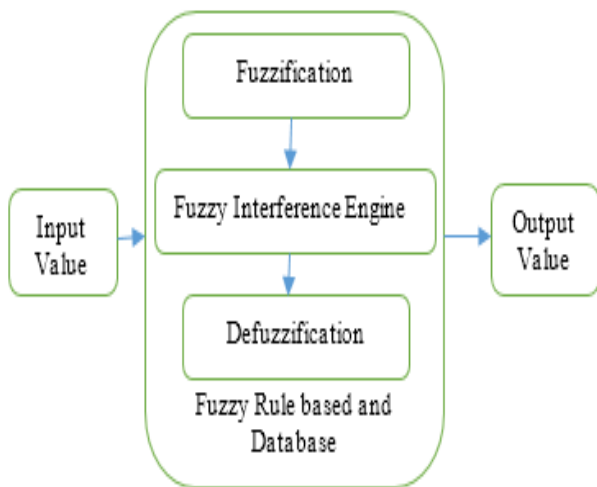 Fuzzification
Fuzzy Interference Engine
Input
Value
Output
Value
Defuzzification
Fuzzy Rule based and
Database